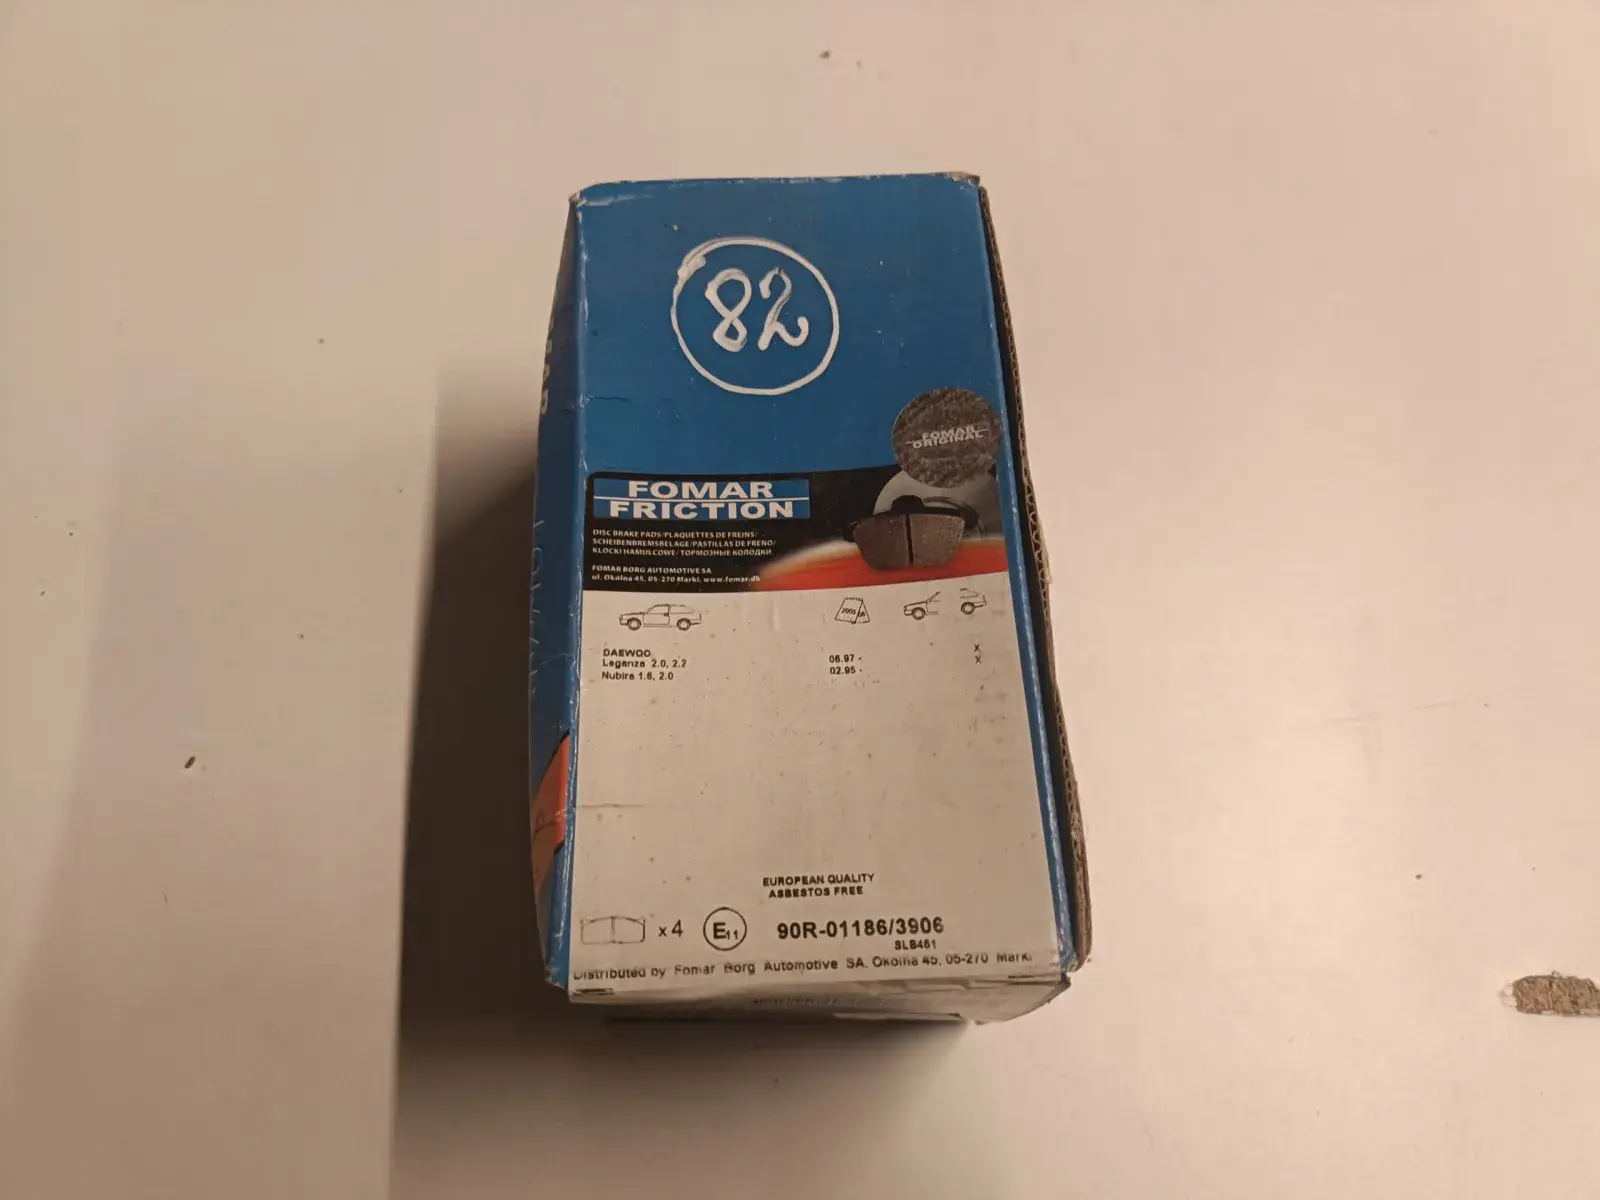 82
FOMAR
ORIGINAL
FOMAR
FRICTION
DISC BRAKE PADS/PLAQUETTES DE FREINS/
SCHEIBENBREMSBELAGE/PASTILLAS DE FRENO/
KLOCKI HAMULCOWE/ТОРМОЗНЫЕ КОЛОДКИ
FOMAR BORG AUTOMOTIVE SA
ul. Okólna 45, 05-270 Marki, www.fomar.dk
DAEWOO
Leganza 2.0, 2.2 06.97 - x
Nubira 1.6, 2.0 02.95 - x
EUROPEAN QUALITY
ASBESTOS FREE
x 4 E11 90R-01186/3906
SLB461
Distributed by Fomar Borg Automotive SA, Okólna 45, 05-270 Marki